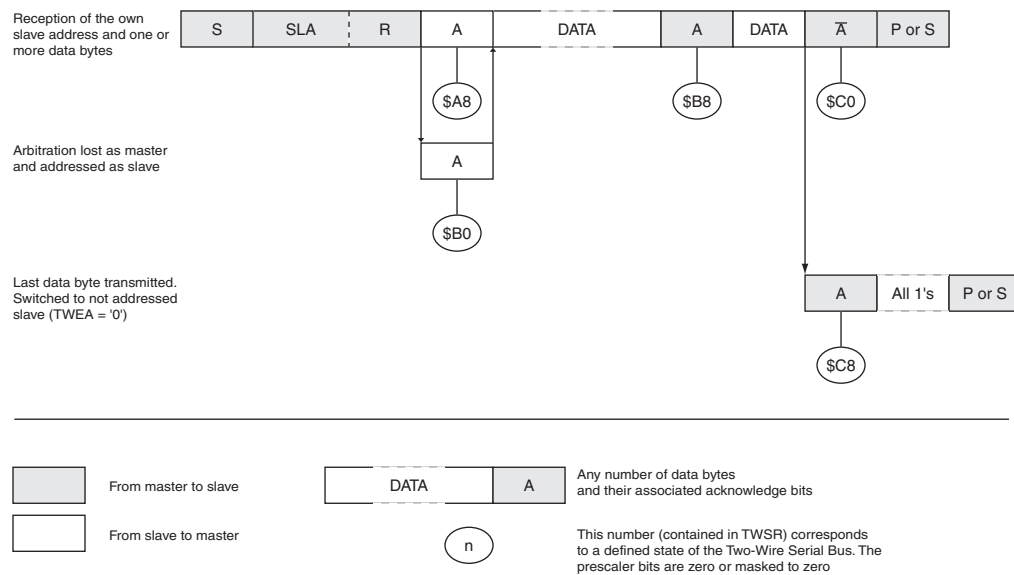 Reception of the own
slave address and one or
more data bytes
S SLA R A DATA A DATA A̅ P or S
$A8 $B8 $C0
Arbitration lost as master
and addressed as slave
A
$B0
Last data byte transmitted.
Switched to not addressed
slave (TWEA = '0')
A All 1's P or S
$C8
From master to slave
DATA A
Any number of data bytes
and their associated acknowledge bits
From slave to master
n
This number (contained in TWSR) corresponds
to a defined state of the Two-Wire Serial Bus. The
prescaler bits are zero or masked to zero